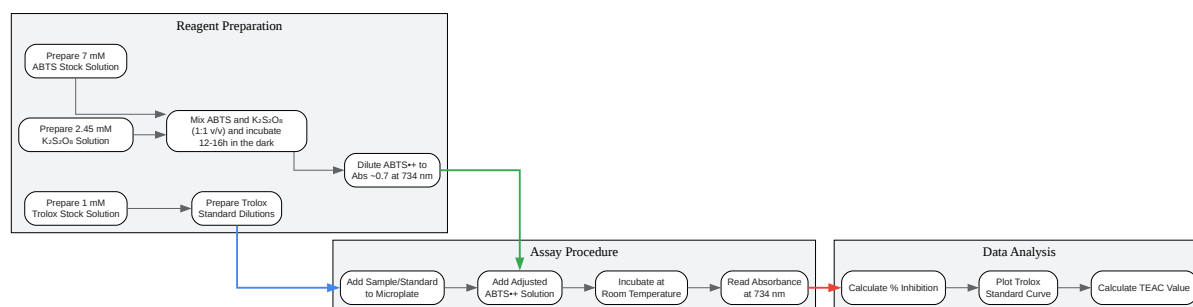 Reagent Preparation
Prepare 7 mM
ABTS Stock Solution
Prepare 2.45 mM
K₂S₂O₈ Solution
Mix ABTS and K₂S₂O₈
(1:1 v/v) and incubate
12-16h in the dark
Dilute ABTS•+ to
Abs ~0.7 at 734 nm
Prepare 1 mM
Trolox Stock Solution
Prepare Trolox
Standard Dilutions
Assay Procedure
Add Sample/Standard
to Microplate
Add Adjusted
ABTS•+ Solution
Incubate at
Room Temperature
Read Absorbance
at 734 nm
Data Analysis
Calculate % Inhibition
Plot Trolox
Standard Curve
Calculate TEAC Value